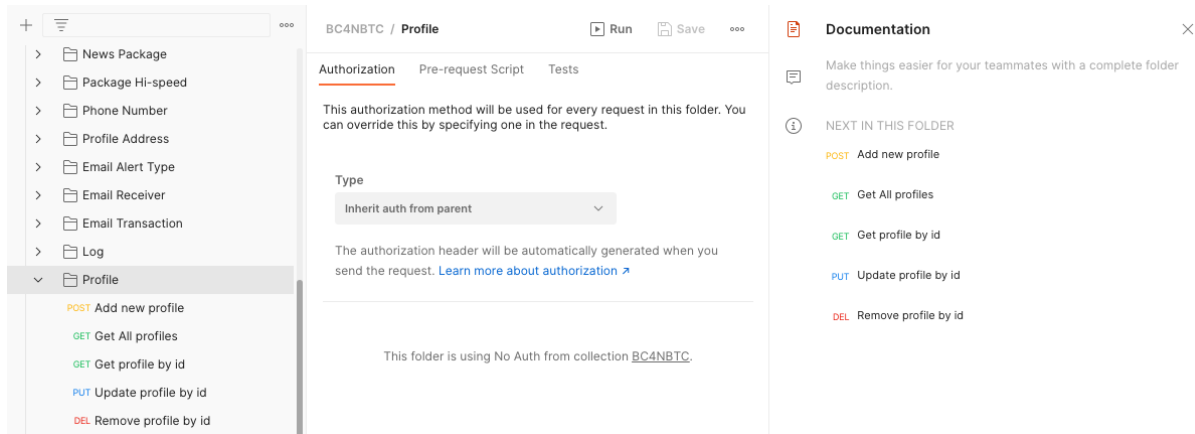 News Package
Package Hi-speed
Phone Number
Profile Address
Email Alert Type
Email Receiver
Email Transaction
Log
Profile
POST Add new profile
GET Get All profiles
GET Get profile by id
PUT Update profile by id
DEL Remove profile by id
BC4NBTC / Profile
Run
Save
Authorization
Pre-request Script
Tests
This authorization method will be used for every request in this folder. You
can override this by specifying one in the request.
Type
Inherit auth from parent
The authorization header will be automatically generated when you
send the request. Learn more about authorization ↗
This folder is using No Auth from collection BC4NBTC.
Documentation
Make things easier for your teammates with a complete folder
description.
NEXT IN THIS FOLDER
POST Add new profile
GET Get All profiles
GET Get profile by id
PUT Update profile by id
DEL Remove profile by id